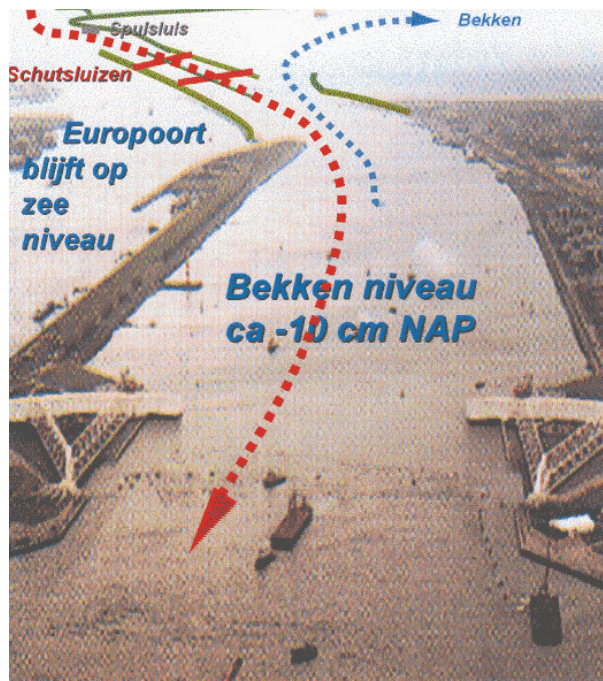 Spuisluis
Bekken
Schutsluizen
Europoort
blijft op
zee
niveau
Bekken niveau
ca -10 cm NAP